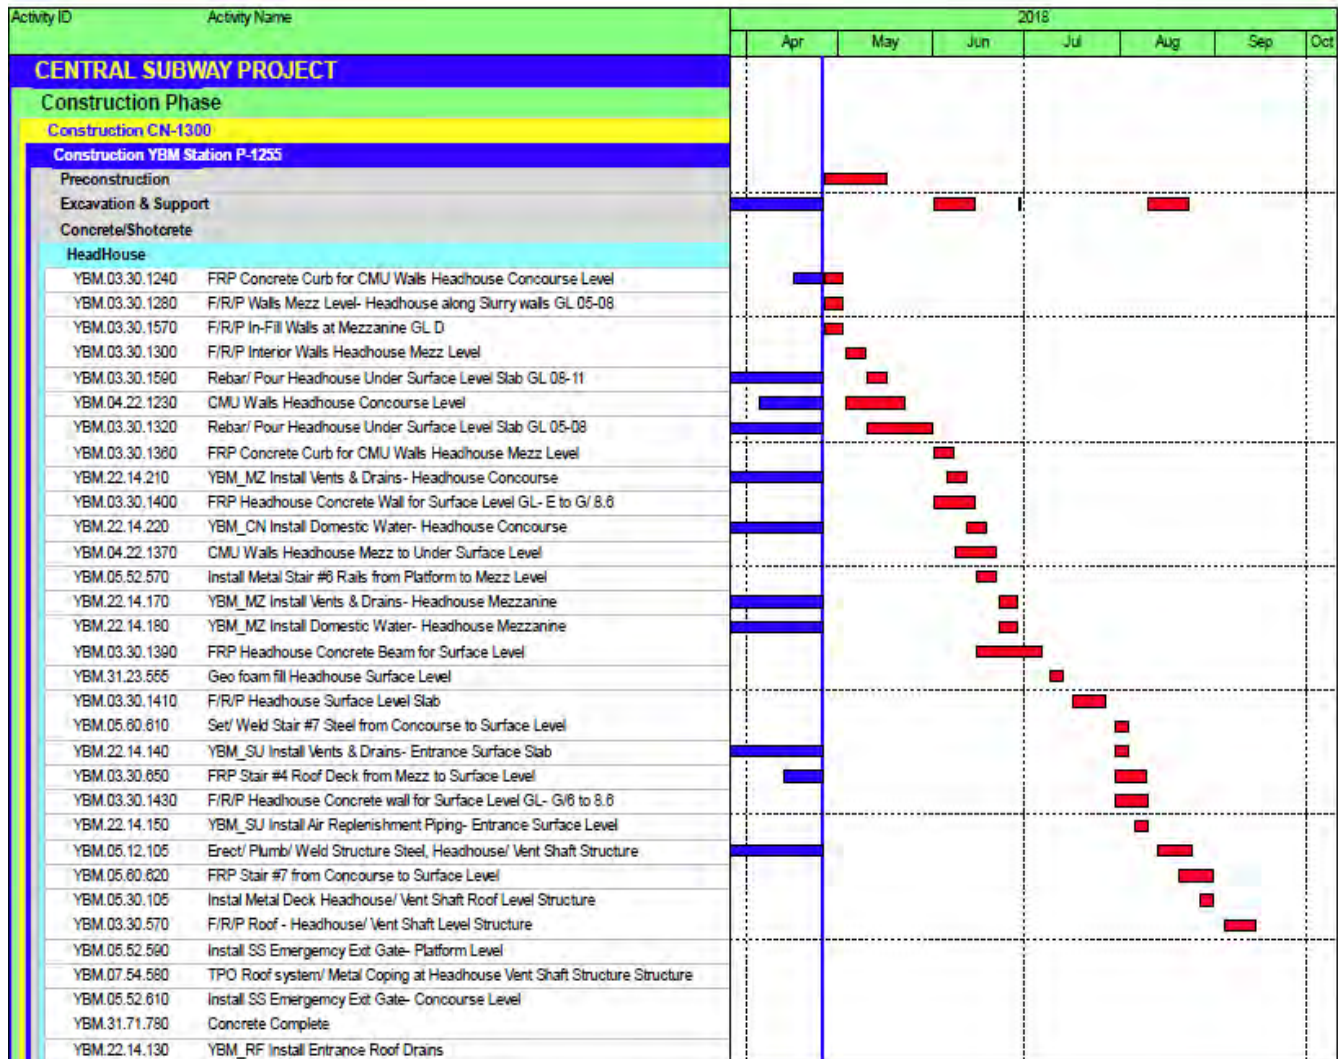 Activity ID Activity Name 2018
Apr May Jun Jul Aug Sep Oct
CENTRAL SUBWAY PROJECT
Construction Phase
Construction CN-1300
Construction YBM Station P-1255
Preconstruction
Excavation & Support
Concrete/Shotcrete
HeadHouse
YBM.03.30.1240 FRP Concrete Curb for CMU Walls Headhouse Concourse Level
YBM.03.30.1280 F/R/P Walls Mezz Level- Headhouse along Slurry walls GL 05-08
YBM.03.30.1570 F/R/P In-Fill Walls at Mezzanine GL D
YBM.03.30.1300 F/R/P Interior Walls Headhouse Mezz Level
YBM.03.30.1590 Rebar/ Pour Headhouse Under Surface Level Slab GL 08-11
YBM.04.22.1230 CMU Walls Headhouse Concourse Level
YBM.03.30.1320 Rebar/ Pour Headhouse Under Surface Level Slab GL 05-08
YBM.03.30.1360 FRP Concrete Curb for CMU Walls Headhouse Mezz Level
YBM.22.14.210 YBM_MZ Install Vents & Drains- Headhouse Concourse
YBM.03.30.1400 FRP Headhouse Concrete Wall for Surface Level GL- E to G/ 8.6
YBM.22.14.220 YBM_CN Install Domestic Water- Headhouse Concourse
YBM.04.22.1370 CMU Walls Headhouse Mezz to Under Surface Level
YBM.05.52.570 Install Metal Stair #6 Rails from Platform to Mezz Level
YBM.22.14.170 YBM_MZ Install Vents & Drains- Headhouse Mezzanine
YBM.22.14.180 YBM_MZ Install Domestic Water- Headhouse Mezzanine
YBM.03.30.1390 FRP Headhouse Concrete Beam for Surface Level
YBM.31.23.555 Geo foam fill Headhouse Surface Level
YBM.03.30.1410 F/R/P Headhouse Surface Level Slab
YBM.05.60.610 Set/ Weld Stair #7 Steel from Concourse to Surface Level
YBM.22.14.140 YBM_SU Install Vents & Drains- Entrance Surface Slab
YBM.03.30.650 FRP Stair #4 Roof Deck from Mezz to Surface Level
YBM.03.30.1430 F/R/P Headhouse Concrete wall for Surface Level GL- G/6 to 8.6
YBM.22.14.150 YBM_SU Install Air Replenishment Piping- Entrance Surface Level
YBM.05.12.105 Erect/ Plumb/ Weld Structure Steel, Headhouse/ Vent Shaft Structure
YBM.05.60.620 FRP Stair #7 from Concourse to Surface Level
YBM.05.30.105 Instal Metal Deck Headhouse/ Vent Shaft Roof Level Structure
YBM.03.30.570 F/R/P Roof - Headhouse/ Vent Shaft Level Structure
YBM.05.52.590 Install SS Emergemcy Ext Gate- Platform Level
YBM.07.54.580 TPO Roof system/ Metal Coping at Headhouse Vent Shaft Structure Structure
YBM.05.52.610 Install SS Emergemcy Ext Gate- Concourse Level
YBM.31.71.780 Concrete Complete
YBM.22.14.130 YBM_RF Install Entrance Roof Drains